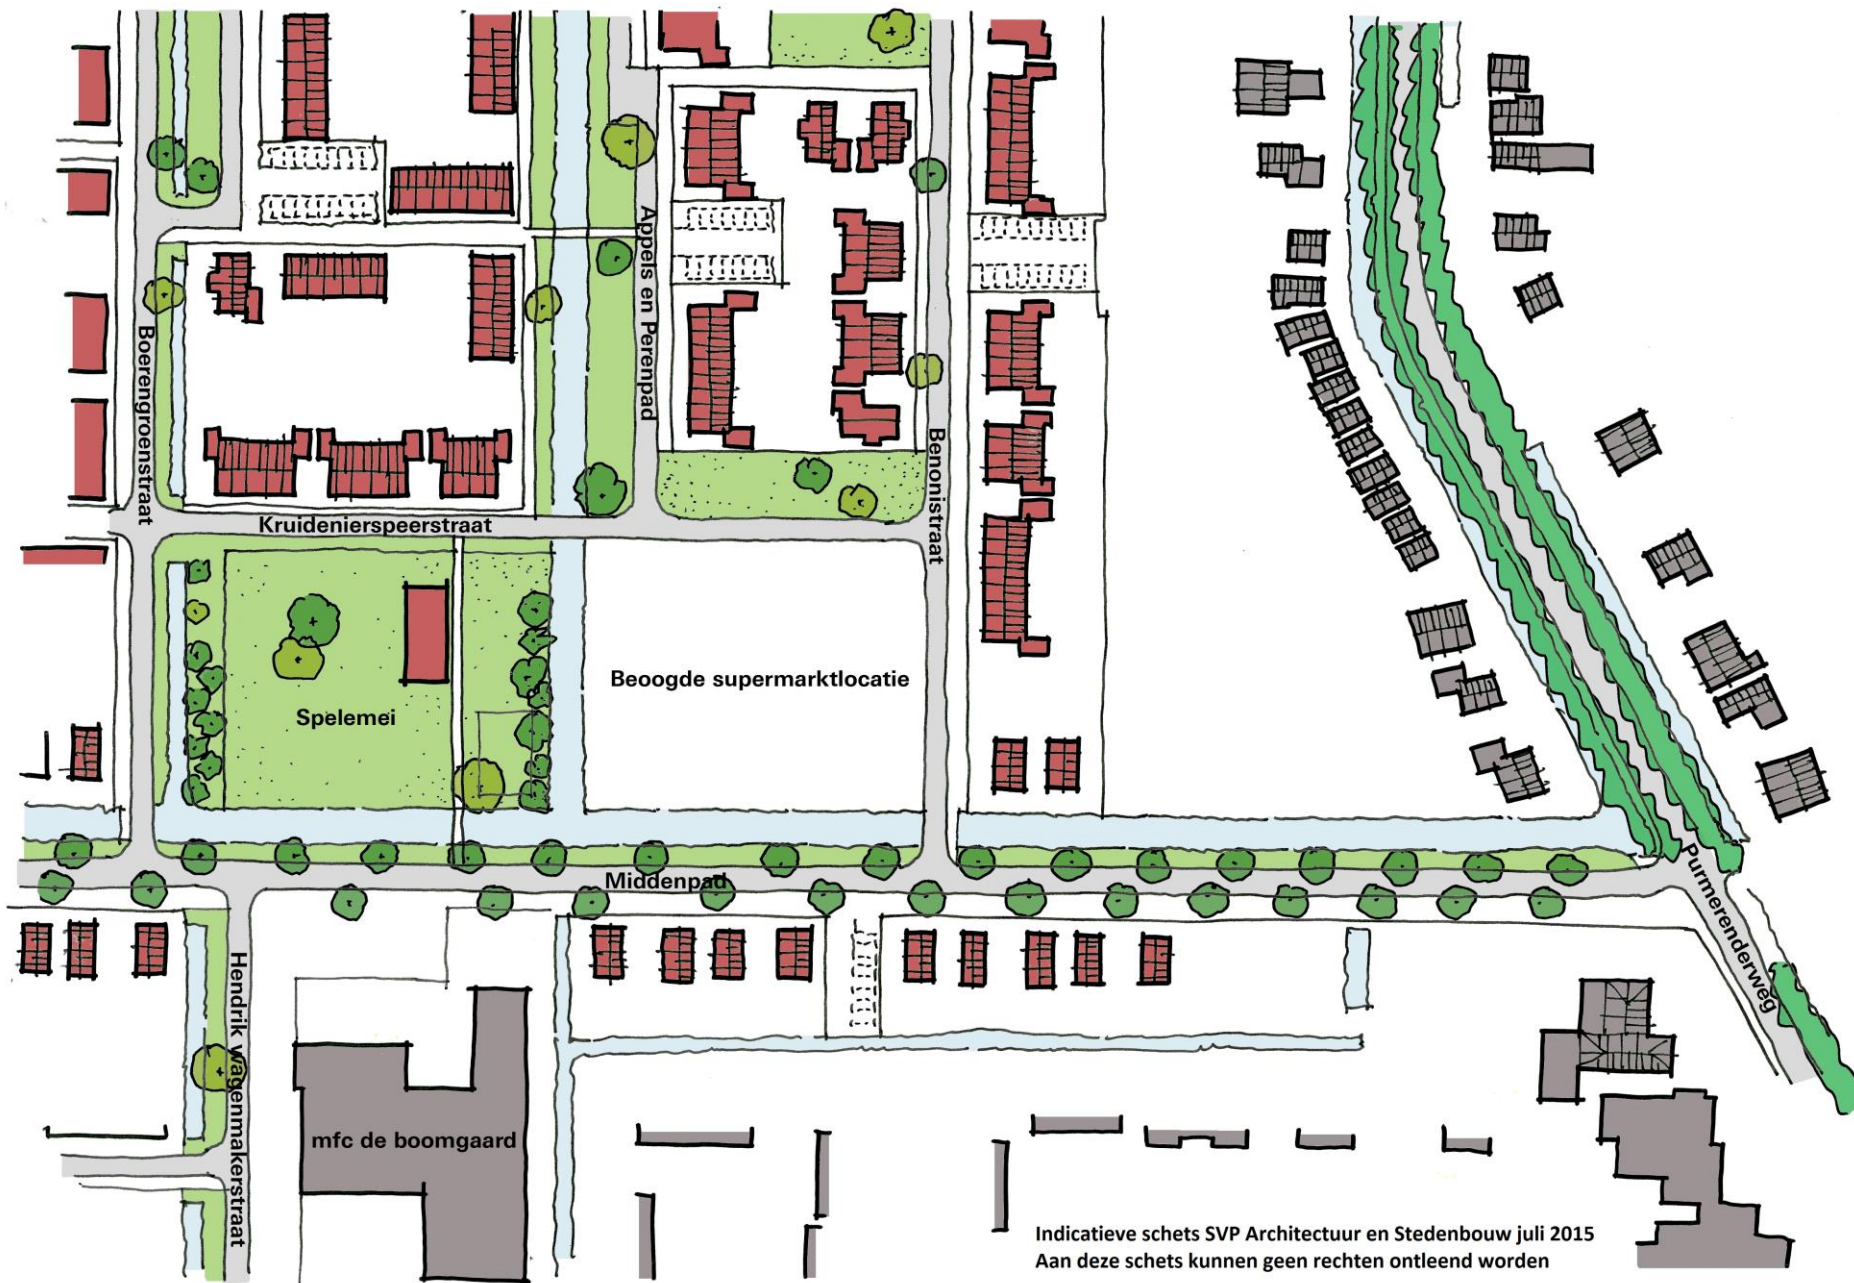 Boerengroenstraat
Appels en Perenpad
Benonistraat
Kruidenierspeerstraat
Beoogde supermarktlocatie
Spelemei
Middenpad
Purmerenderweg
Hendrik wagenmakerstraat
mfc de boomgaard
Indicatieve schets SVP Architectuur en Stedenbouw juli 2015
Aan deze schets kunnen geen rechten ontleend worden